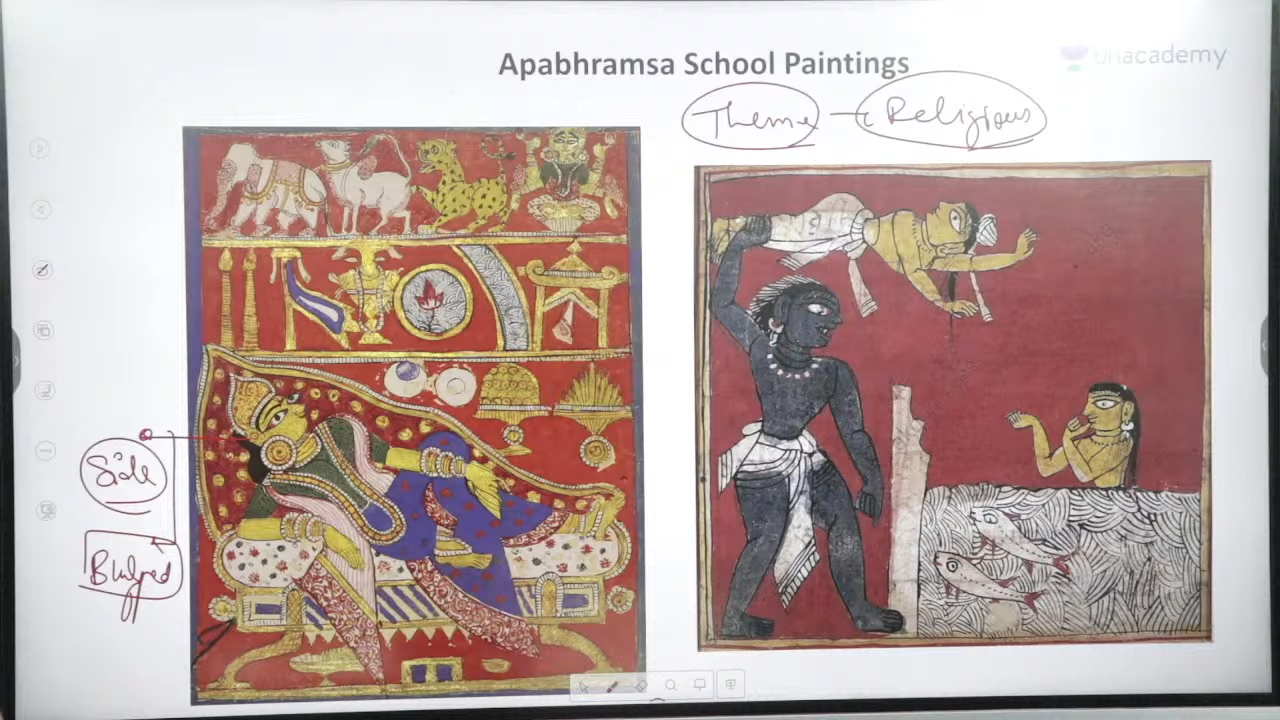 Apabhramsa School Paintings
unacademy
Theme - Religious
Side
Bulged